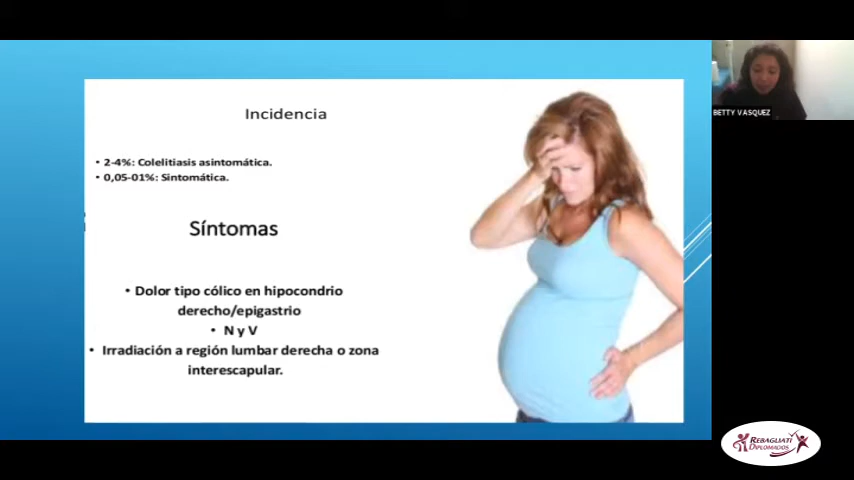 Incidencia
• 2-4%: Colelitiasis asintomática.
• 0,05-01%: Sintomática.
Síntomas
• Dolor tipo cólico en hipocondrio
derecho/epigastrio
• N y V
• Irradiación a región lumbar derecha o zona
interescapular.
BETTY VASQUEZ
REBAGLIATI
DIPLOMADOS